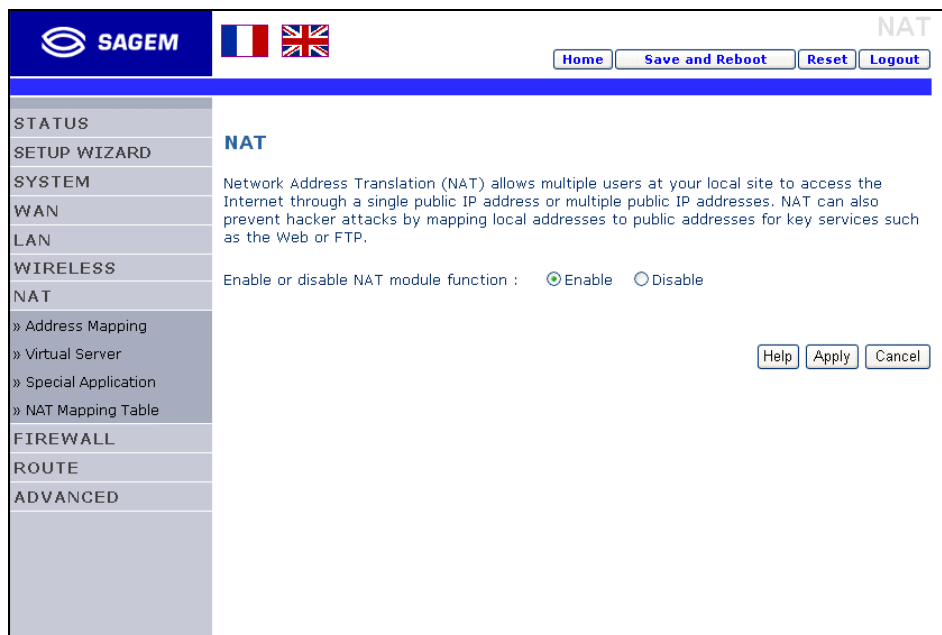 SAGEM
NAT
Home
Save and Reboot
Reset
Logout
STATUS
SETUP WIZARD
SYSTEM
WAN
LAN
WIRELESS
NAT
» Address Mapping
» Virtual Server
» Special Application
» NAT Mapping Table
FIREWALL
ROUTE
ADVANCED
NAT
Network Address Translation (NAT) allows multiple users at your local site to access the
Internet through a single public IP address or multiple public IP addresses. NAT can also
prevent hacker attacks by mapping local addresses to public addresses for key services such
as the Web or FTP.
Enable or disable NAT module function : Enable Disable
Help
Apply
Cancel